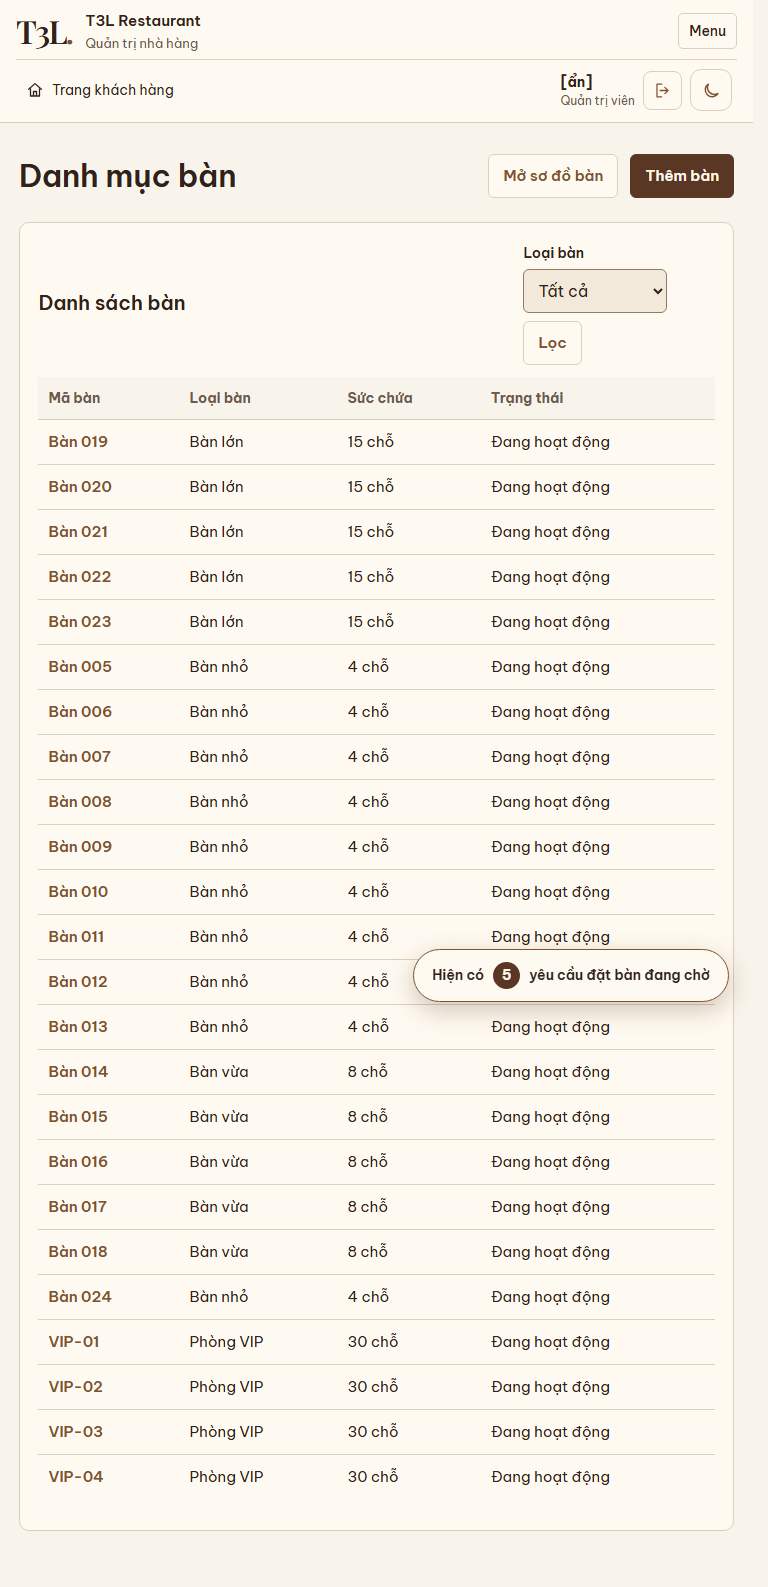 T3L.
T3L Restaurant
Quản trị nhà hàng
Menu
Trang khách hàng
[ẩn]
Quản trị viên
Danh mục bàn
Mở sơ đồ bàn
Thêm bàn
Danh sách bàn
Loại bàn
Tất cả
Lọc
Mã bàn Loại bàn Sức chứa Trạng thái
Bàn 019 Bàn lớn 15 chỗ Đang hoạt động
Bàn 020 Bàn lớn 15 chỗ Đang hoạt động
Bàn 021 Bàn lớn 15 chỗ Đang hoạt động
Bàn 022 Bàn lớn 15 chỗ Đang hoạt động
Bàn 023 Bàn lớn 15 chỗ Đang hoạt động
Bàn 005 Bàn nhỏ 4 chỗ Đang hoạt động
Bàn 006 Bàn nhỏ 4 chỗ Đang hoạt động
Bàn 007 Bàn nhỏ 4 chỗ Đang hoạt động
Bàn 008 Bàn nhỏ 4 chỗ Đang hoạt động
Bàn 009 Bàn nhỏ 4 chỗ Đang hoạt động
Bàn 010 Bàn nhỏ 4 chỗ Đang hoạt động
Bàn 011 Bàn nhỏ 4 chỗ Đang hoạt động
Bàn 012 Bàn nhỏ 4 chỗ
Hiện có 5 yêu cầu đặt bàn đang chờ
Bàn 013 Bàn nhỏ 4 chỗ Đang hoạt động
Bàn 014 Bàn vừa 8 chỗ Đang hoạt động
Bàn 015 Bàn vừa 8 chỗ Đang hoạt động
Bàn 016 Bàn vừa 8 chỗ Đang hoạt động
Bàn 017 Bàn vừa 8 chỗ Đang hoạt động
Bàn 018 Bàn vừa 8 chỗ Đang hoạt động
Bàn 024 Bàn nhỏ 4 chỗ Đang hoạt động
VIP-01 Phòng VIP 30 chỗ Đang hoạt động
VIP-02 Phòng VIP 30 chỗ Đang hoạt động
VIP-03 Phòng VIP 30 chỗ Đang hoạt động
VIP-04 Phòng VIP 30 chỗ Đang hoạt động